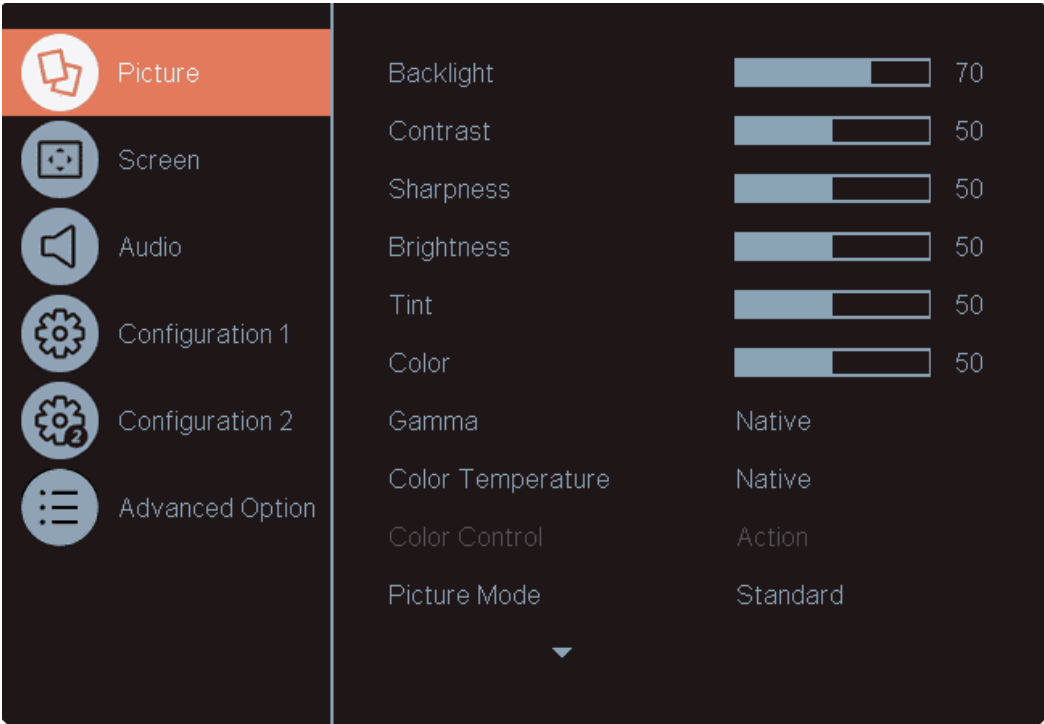 Picture
Screen
Audio
Configuration 1
Configuration 2
2
Advanced Option
Backlight 70
Contrast 50
Sharpness 50
Brightness 50
Tint 50
Color 50
Gamma Native
Color Temperature Native
Color Control Action
Picture Mode Standard